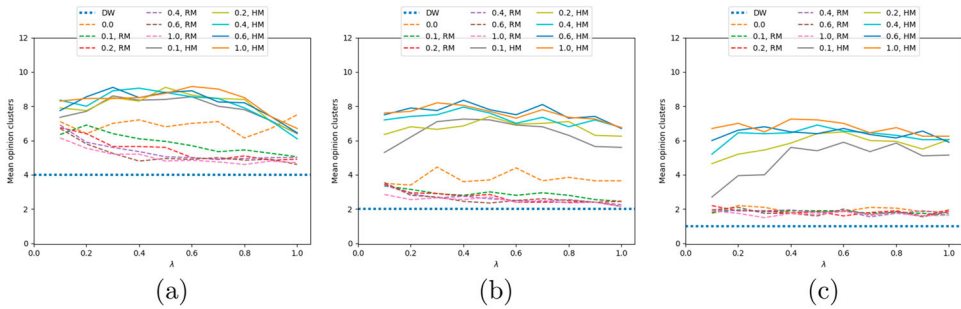 DW 0.4, RM 0.2, HM
0.0 0.6, RM 0.4, HM
0.1, RM 1.0, RM 0.6, HM
0.2, RM 0.1, HM 1.0, HM
12
10
8
6
4
2
0
Mean opinion clusters
0.0 0.2 0.4 0.6 0.8 1.0
λ
(a)
DW 0.4, RM 0.2, HM
0.0 0.6, RM 0.4, HM
0.1, RM 1.0, RM 0.6, HM
0.2, RM 0.1, HM 1.0, HM
12
10
8
6
4
2
0
Mean opinion clusters
0.0 0.2 0.4 0.6 0.8 1.0
λ
(b)
DW 0.4, RM 0.2, HM
0.0 0.6, RM 0.4, HM
0.1, RM 1.0, RM 0.6, HM
0.2, RM 0.1, HM 1.0, HM
12
10
8
6
4
2
0
Mean opinion clusters
0.0 0.2 0.4 0.6 0.8 1.0
λ
(c)